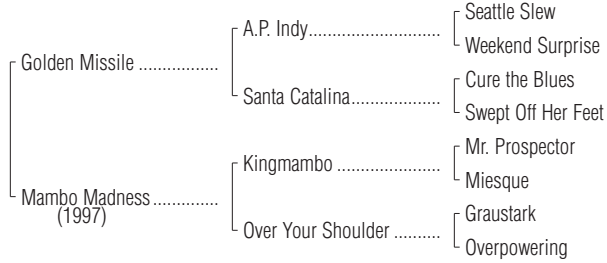 Seattle Slew
A.P. Indy............................
Weekend Surprise
Golden Missile .................
Cure the Blues
Santa Catalina...................
Swept Off Her Feet
Mr. Prospector
Kingmambo ......................
Miesque
Mambo Madness..............
(1997)
Graustark
Over Your Shoulder ..........
Overpowering